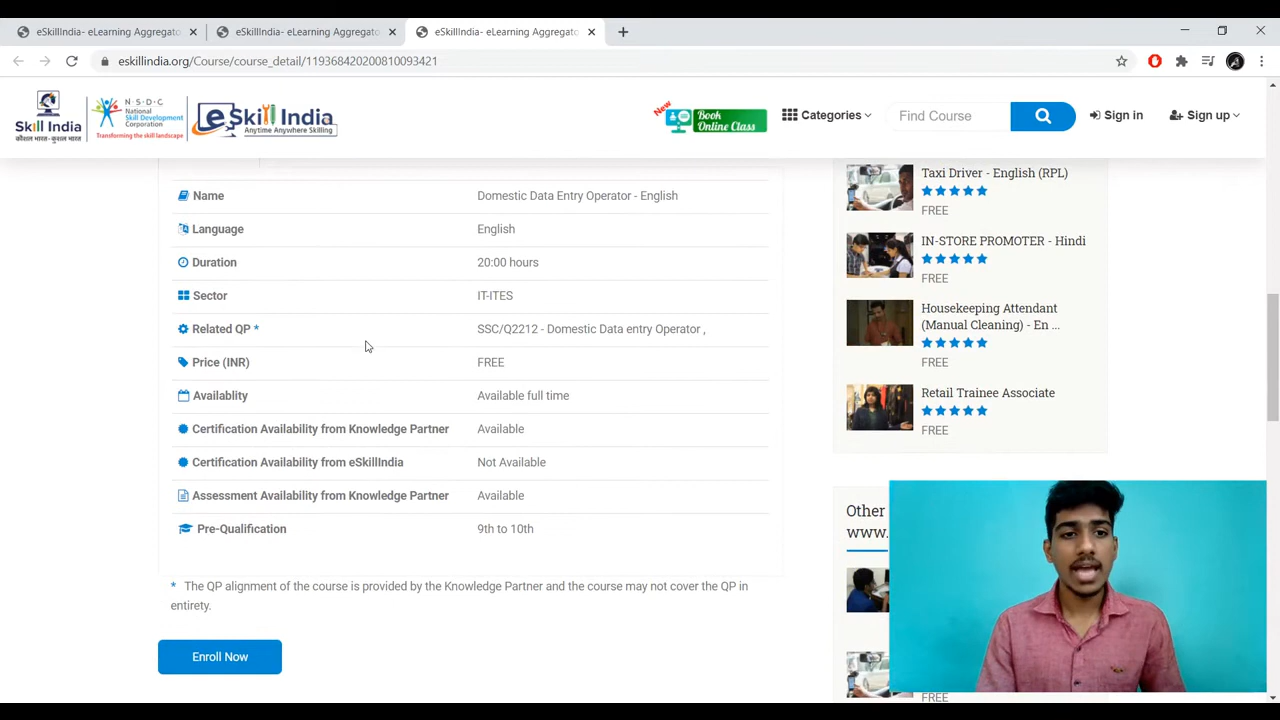 eSkillIndia- eLearning Aggregato
eSkillIndia- eLearning Aggregato
eSkillIndia- eLearning Aggregato
eskillindia.org/Course/course_detail/119368420200810093421
Skill India
कौशल भारत - कुशल भारत
N·S·D·C
National
Skill Development
Corporation
Transforming the skill landscape
eSkill India
Anytime Anywhere Skilling
New
Book
Online Class
Categories
Find Course
Sign in
Sign up
Name Domestic Data Entry Operator - English
Language English
Duration 20:00 hours
Sector IT-ITES
Related QP * SSC/Q2212 - Domestic Data entry Operator ,
Price (INR) FREE
Availablity Available full time
Certification Availability from Knowledge Partner Available
Certification Availability from eSkillIndia Not Available
Assessment Availability from Knowledge Partner Available
Pre-Qualification 9th to 10th
* The QP alignment of the course is provided by the Knowledge Partner and the course may not cover the QP in
entirety.
Enroll Now
Taxi Driver - English (RPL)
FREE
IN-STORE PROMOTER - Hindi
FREE
Housekeeping Attendant
(Manual Cleaning) - En ...
FREE
Retail Trainee Associate
FREE
Other
www.
FREE